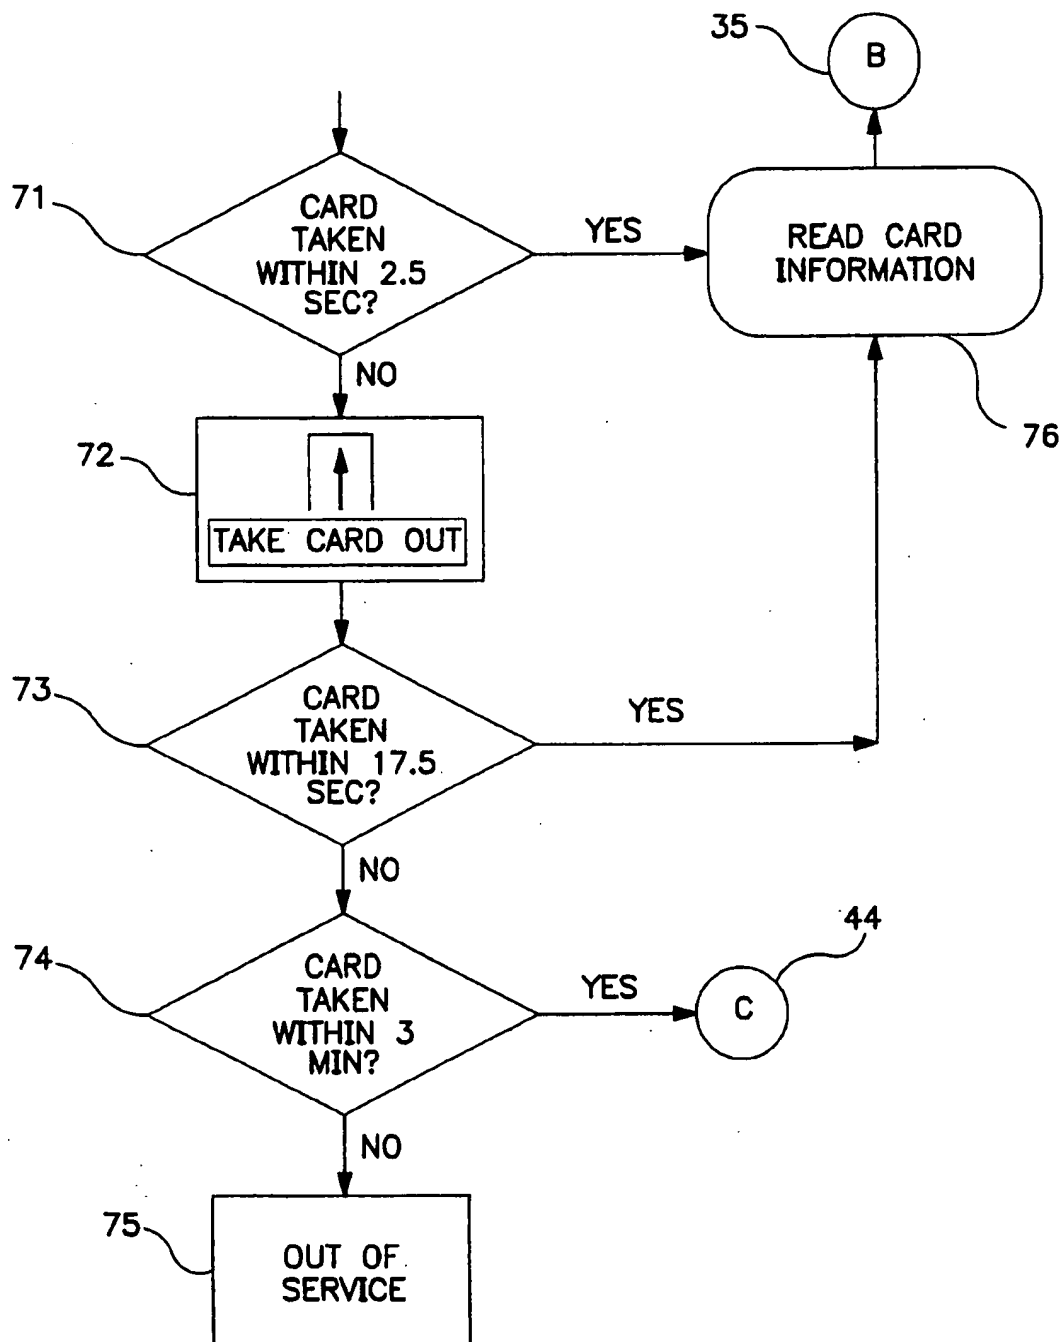 35
B
71
CARD
TAKEN
WITHIN 2.5
SEC?
YES
READ CARD
INFORMATION
NO
76
72
TAKE CARD OUT
73
CARD
TAKEN
WITHIN 17.5
SEC?
YES
NO
44
74
CARD
TAKEN
WITHIN 3
MIN?
YES
C
NO
75
OUT OF
SERVICE